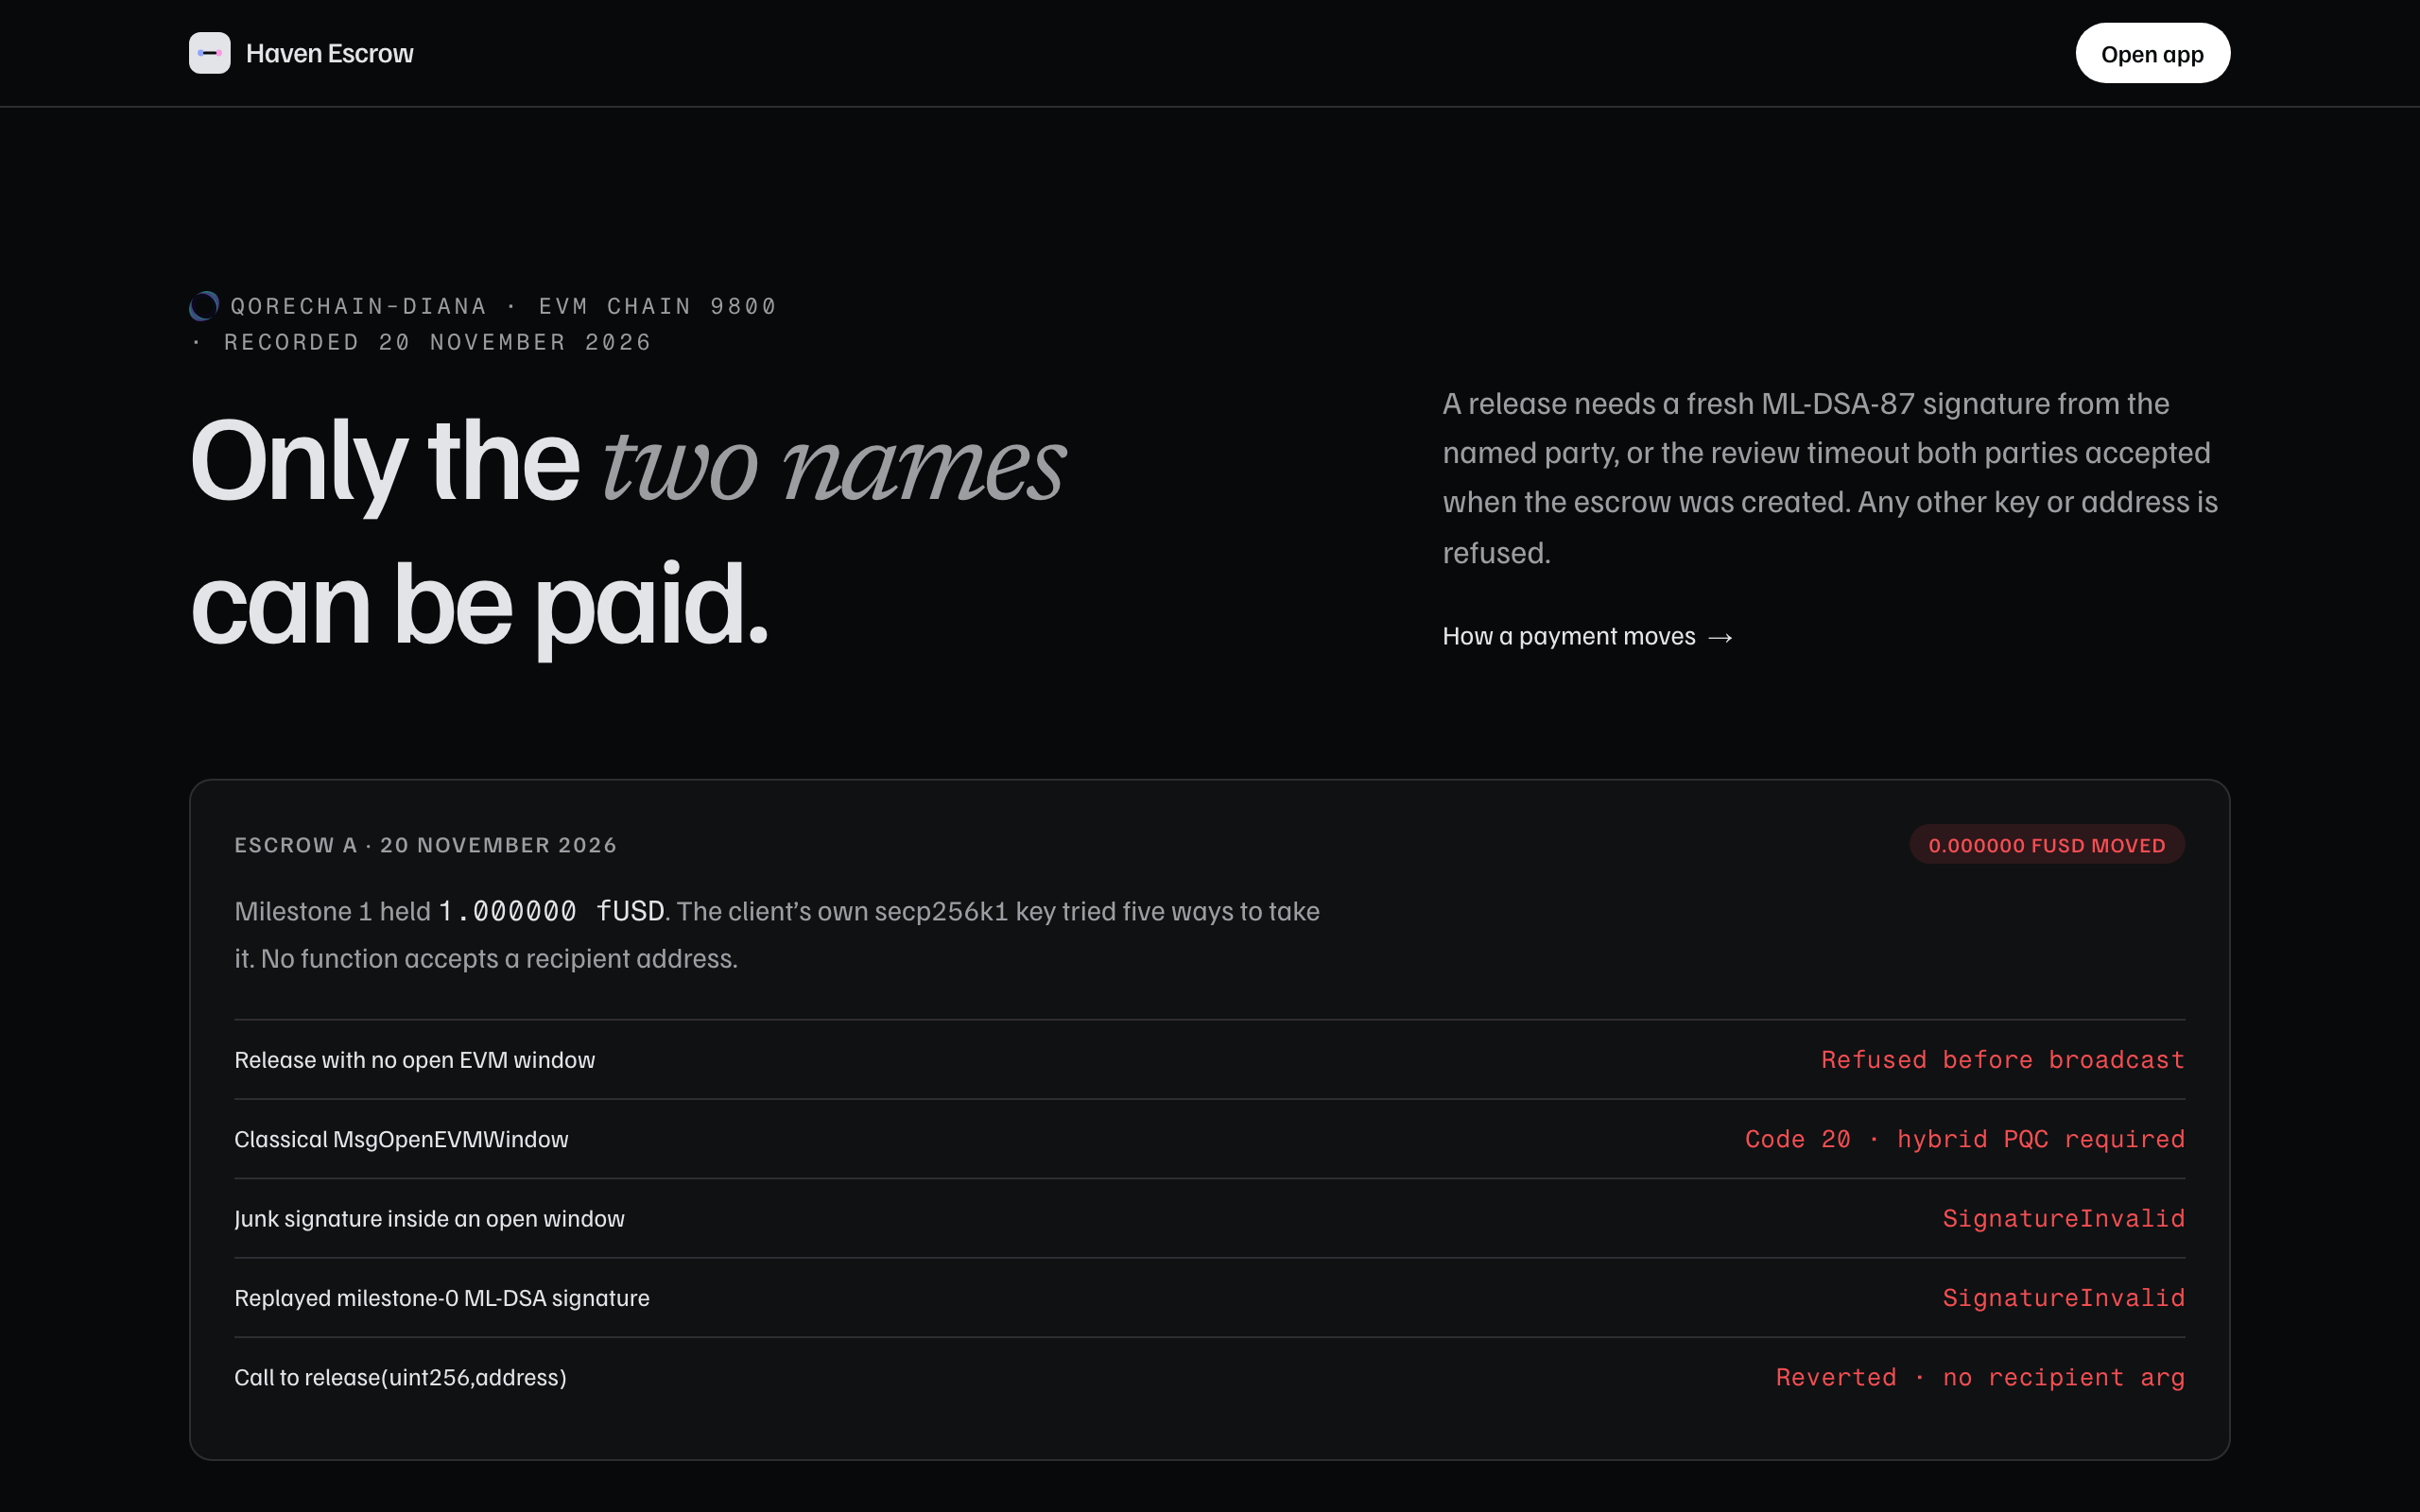 Haven Escrow
Open app
QORECHAIN-DIANA · EVM CHAIN 9800
· RECORDED 20 NOVEMBER 2026
Only the two names
can be paid.
A release needs a fresh ML-DSA-87 signature from the
named party, or the review timeout both parties accepted
when the escrow was created. Any other key or address is
refused.
How a payment moves →
ESCROW A · 20 NOVEMBER 2026
0.000000 FUSD MOVED
Milestone 1 held 1.000000 fUSD. The client’s own secp256k1 key tried five ways to take
it. No function accepts a recipient address.
Release with no open EVM window
Refused before broadcast
Classical MsgOpenEVMWindow
Code 20 · hybrid PQC required
Junk signature inside an open window
SignatureInvalid
Replayed milestone-0 ML-DSA signature
SignatureInvalid
Call to release(uint256,address)
Reverted · no recipient arg